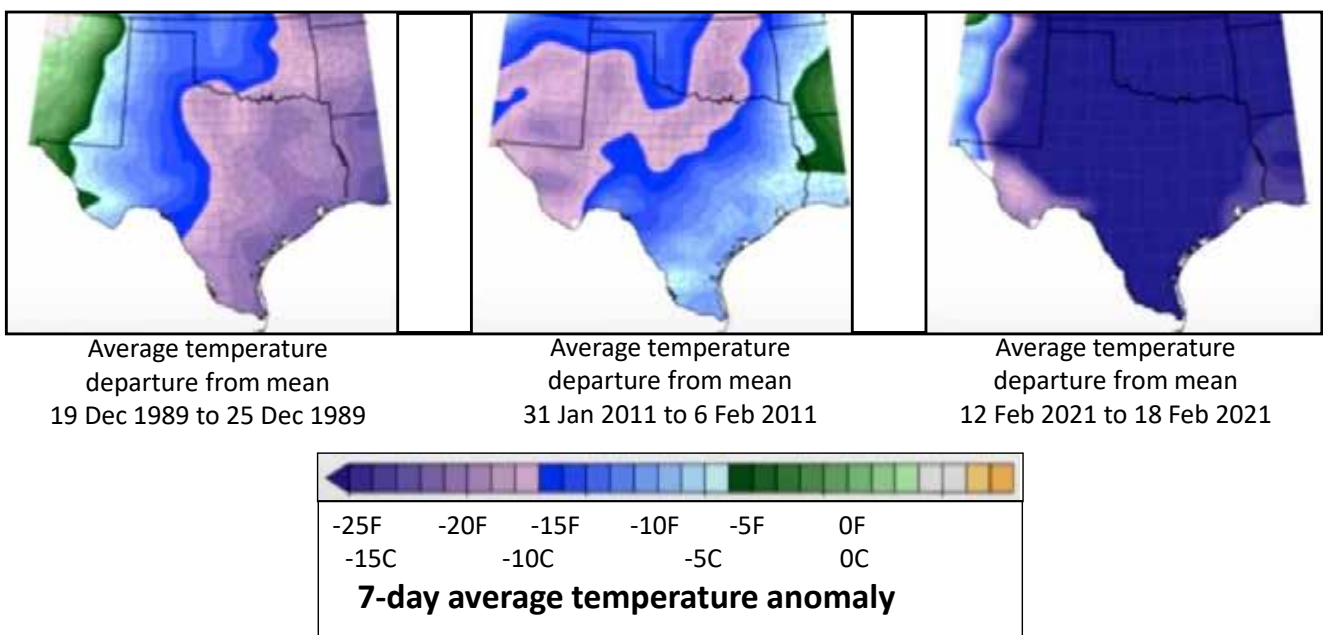 Average temperature
departure from mean
19 Dec 1989 to 25 Dec 1989
Average temperature
departure from mean
31 Jan 2011 to 6 Feb 2011
Average temperature
departure from mean
12 Feb 2021 to 18 Feb 2021
-25F -20F -15F -10F -5F 0F
-15C -10C -5C 0C
7-day average temperature anomaly